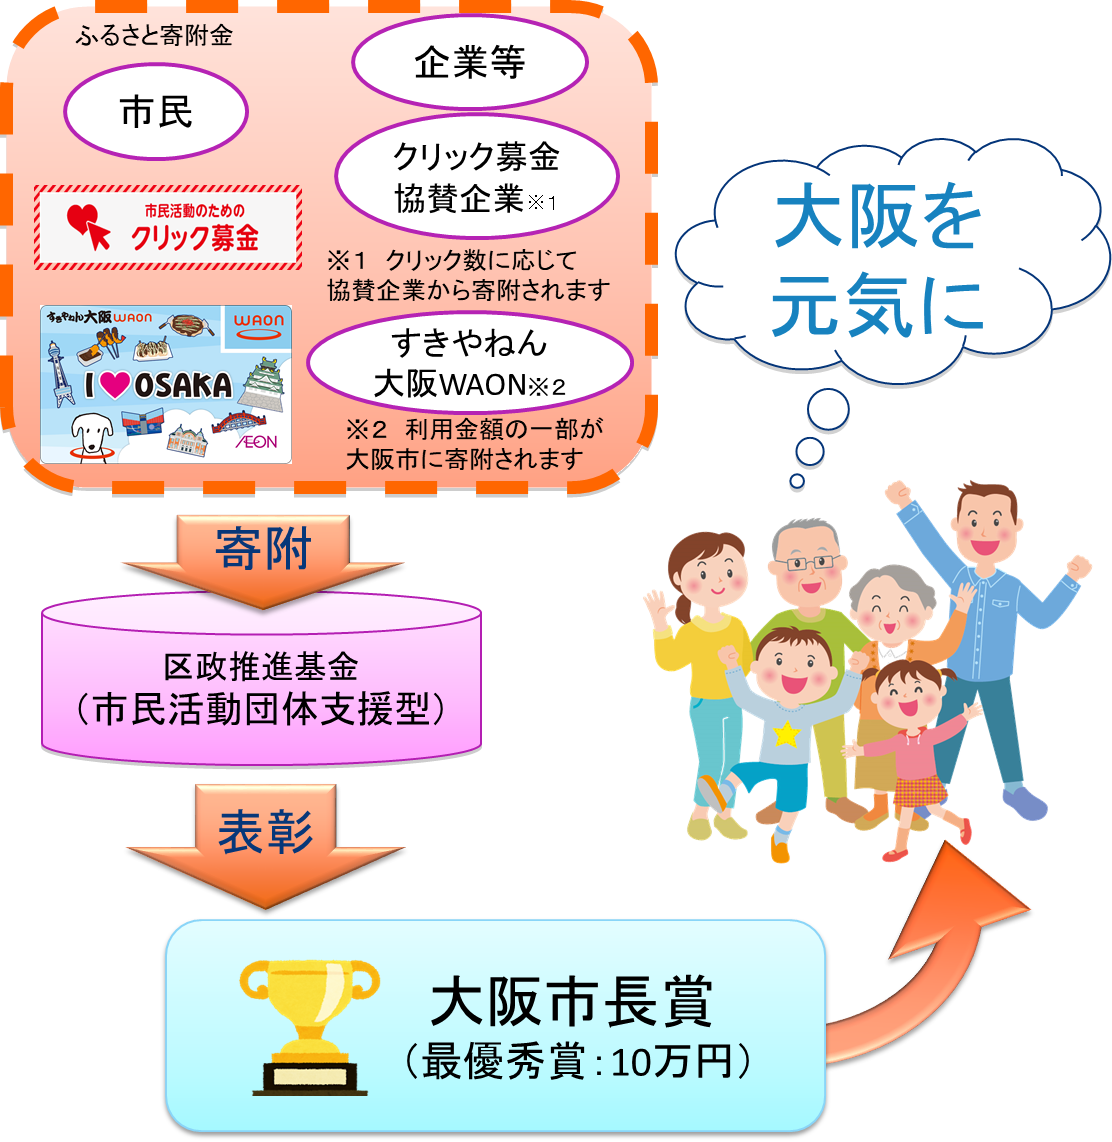 ふるさと寄附金
市民
企業等
クリック募金
協賛企業※1
市民活動のための
クリック募金
※１　クリック数に応じて
協賛企業から寄附されます
すきやねん大阪WAON
WAON
I OSAKA
ÆON
すきやねん
大阪WAON※２
※２　利用金額の一部が
大阪市に寄附されます
寄附
区政推進基金
（市民活動団体支援型）
表彰
大阪市長賞
（最優秀賞：10万円）
大阪を
元気に